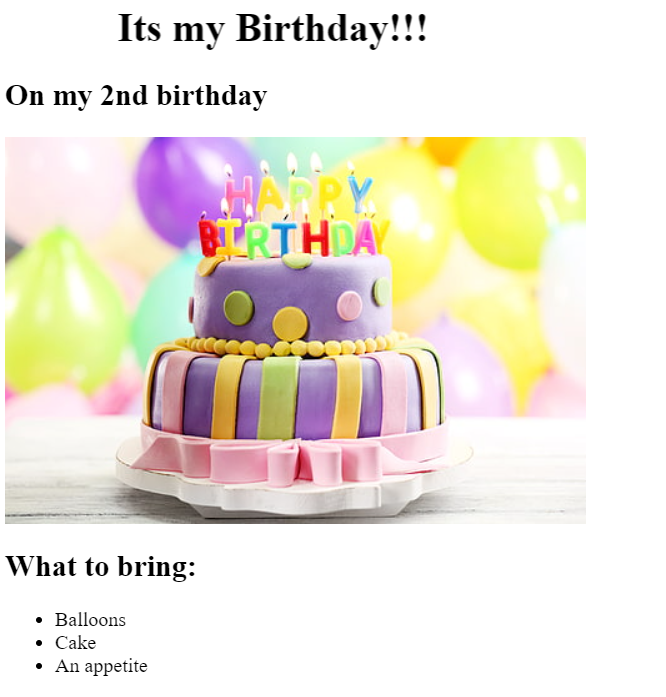 Its my Birthday!!!
On my 2nd birthday
HAPPY
BIRTHDAY
What to bring:
Balloons
Cake
An appetite